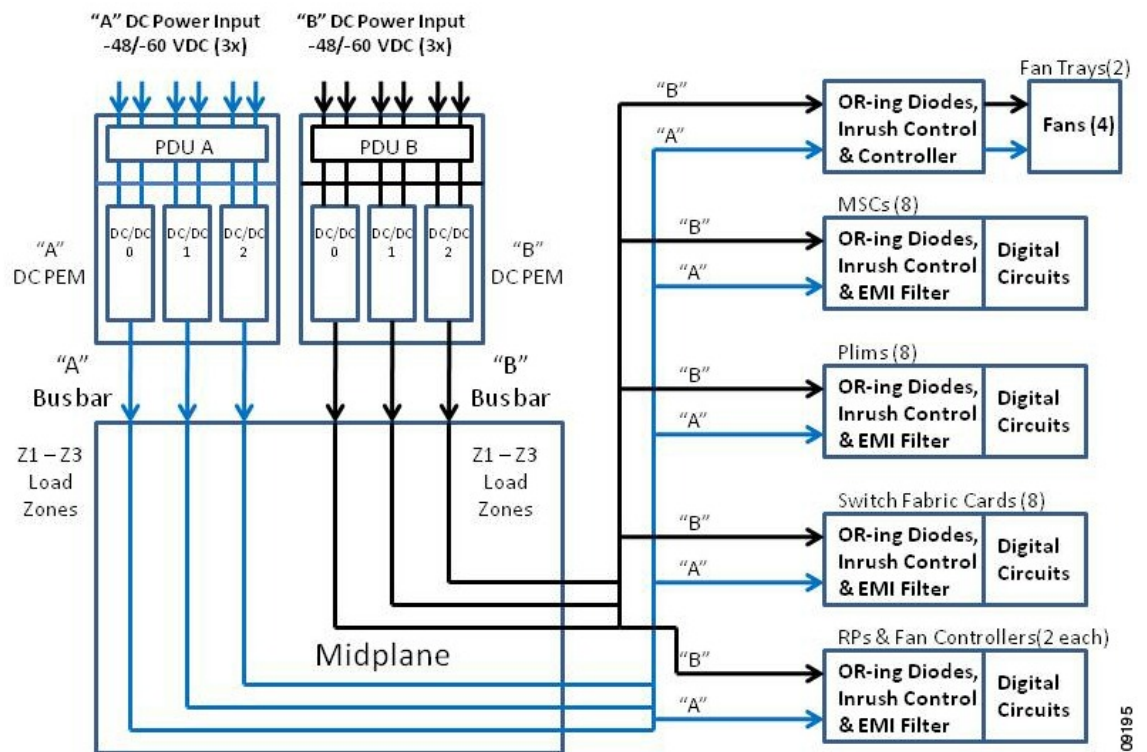 “A” DC Power Input
-48/-60 VDC (3x)
“B” DC Power Input
-48/-60 VDC (3x)
PDU A
PDU B
DC/DC
0
DC/DC
1
DC/DC
2
DC/DC
0
DC/DC
1
DC/DC
2
“A”
DC PEM
“B”
DC PEM
“A”
Bus bar
“B”
Bus bar
Z1 – Z3
Load
Zones
Z1 – Z3
Load
Zones
Midplane
Fan Trays(2)
“B”
“A”
OR-ing Diodes,
Inrush Control
& Controller
Fans (4)
MSCs (8)
“B”
“A”
OR-ing Diodes,
Inrush Control
& EMI Filter
Digital
Circuits
Plims (8)
“B”
“A”
OR-ing Diodes,
Inrush Control
& EMI Filter
Digital
Circuits
Switch Fabric Cards (8)
“B”
“A”
OR-ing Diodes,
Inrush Control
& EMI Filter
Digital
Circuits
RPs & Fan Controllers(2 each)
“B”
“A”
OR-ing Diodes,
Inrush Control
& EMI Filter
Digital
Circuits
09195